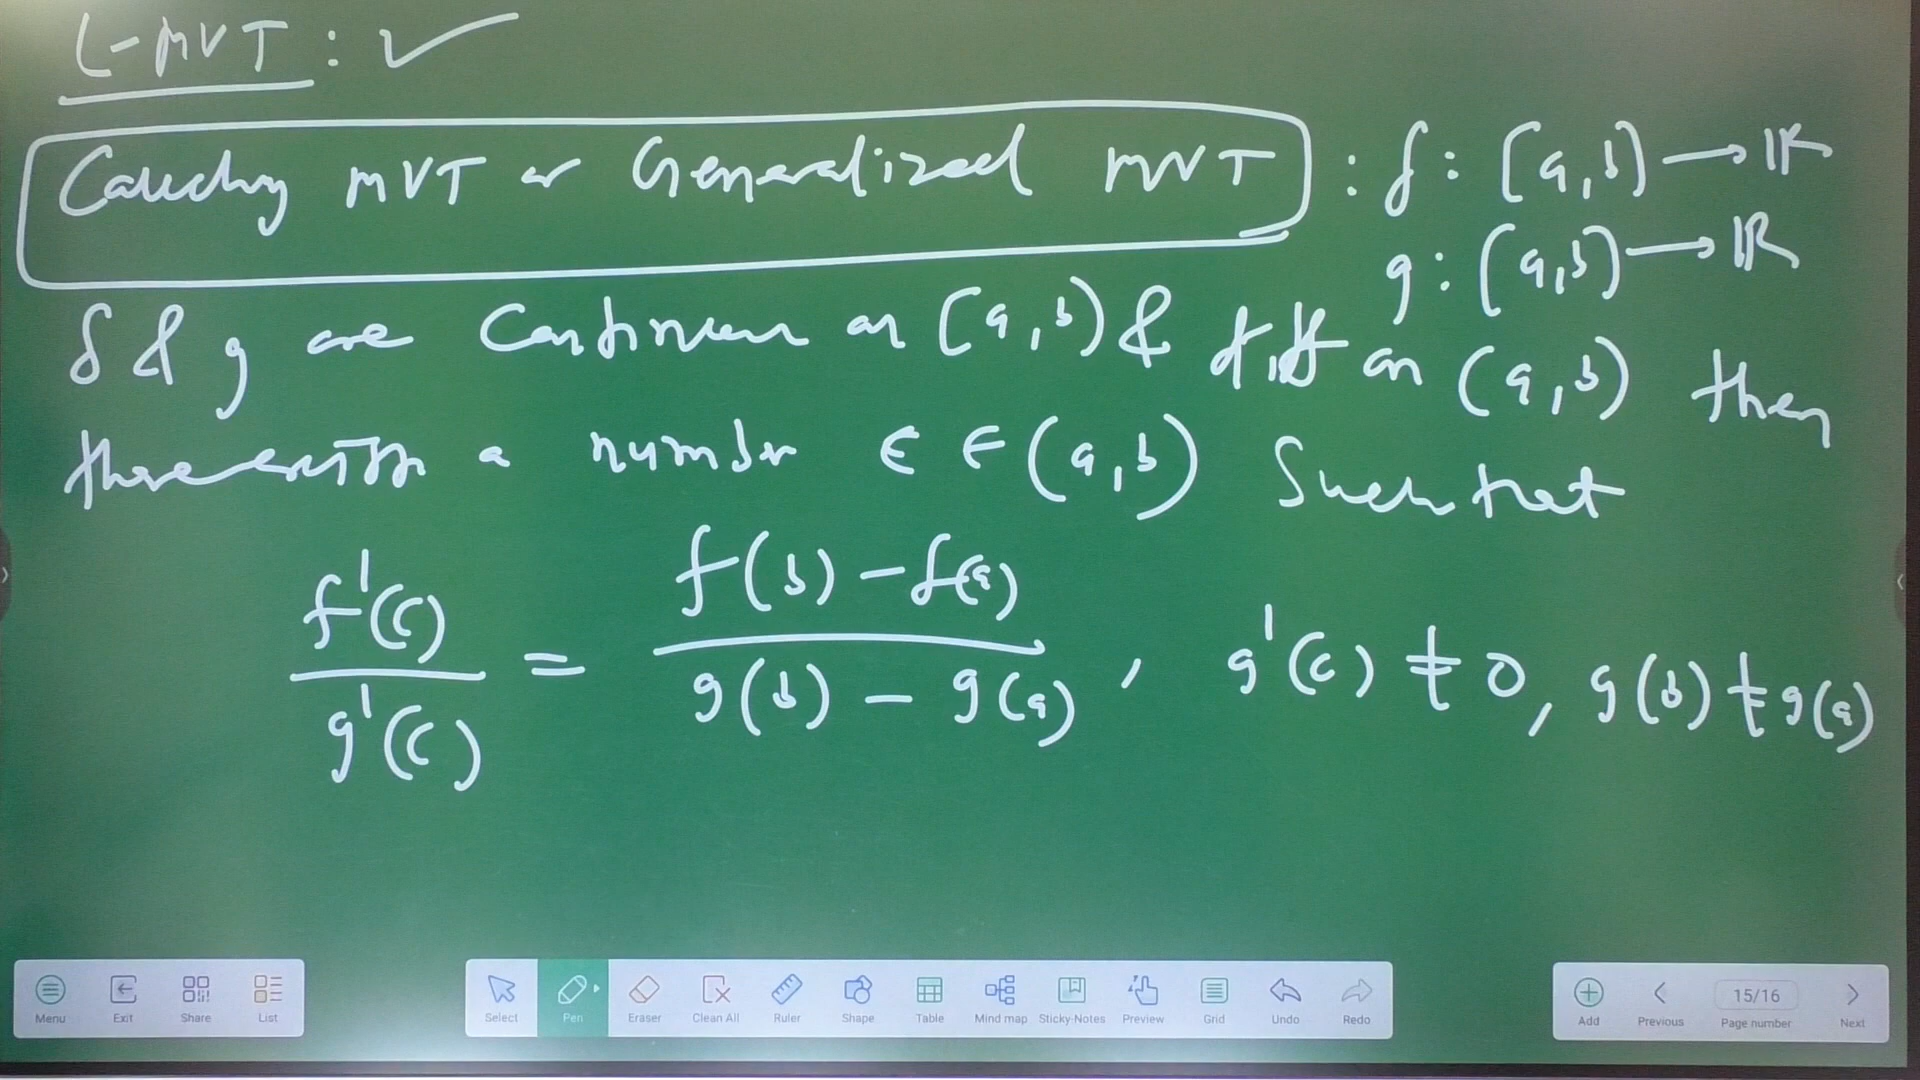 L-MVT : ✓
Cauchy MVT or Generalized MVT : f : [a,b] → ℝ
g : [a,b] → ℝ
f & g are continuous on [a,b] & diff on (a,b) then
there exists a number c ∈ (a,b) Such that
f'(c)/g'(c) = f(b) - f(a)/g(b) - g(a) , g'(c) ≠ 0, g(b) ≠ g(a)
Menu Exit Share List Select Pen Eraser Clean All Ruler Shape Table Mind map Sticky-Notes Preview Grid Undo Redo Add Previous 15/16 Page number Next